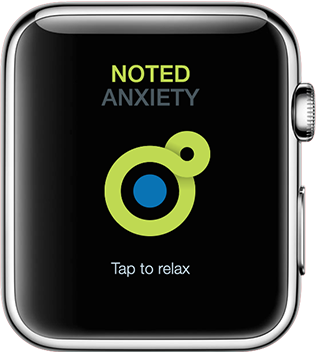 NOTED
ANXIETY
Tap to relax